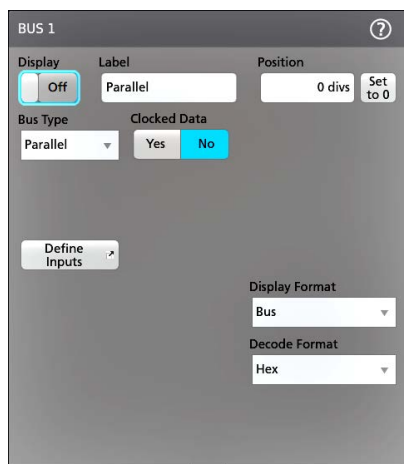 BUS 1
?
Display Label Position
Off Parallel 0 divs Set to 0
Bus Type Clocked Data
Parallel Yes No
Define
Inputs
Display Format
Bus
Decode Format
Hex